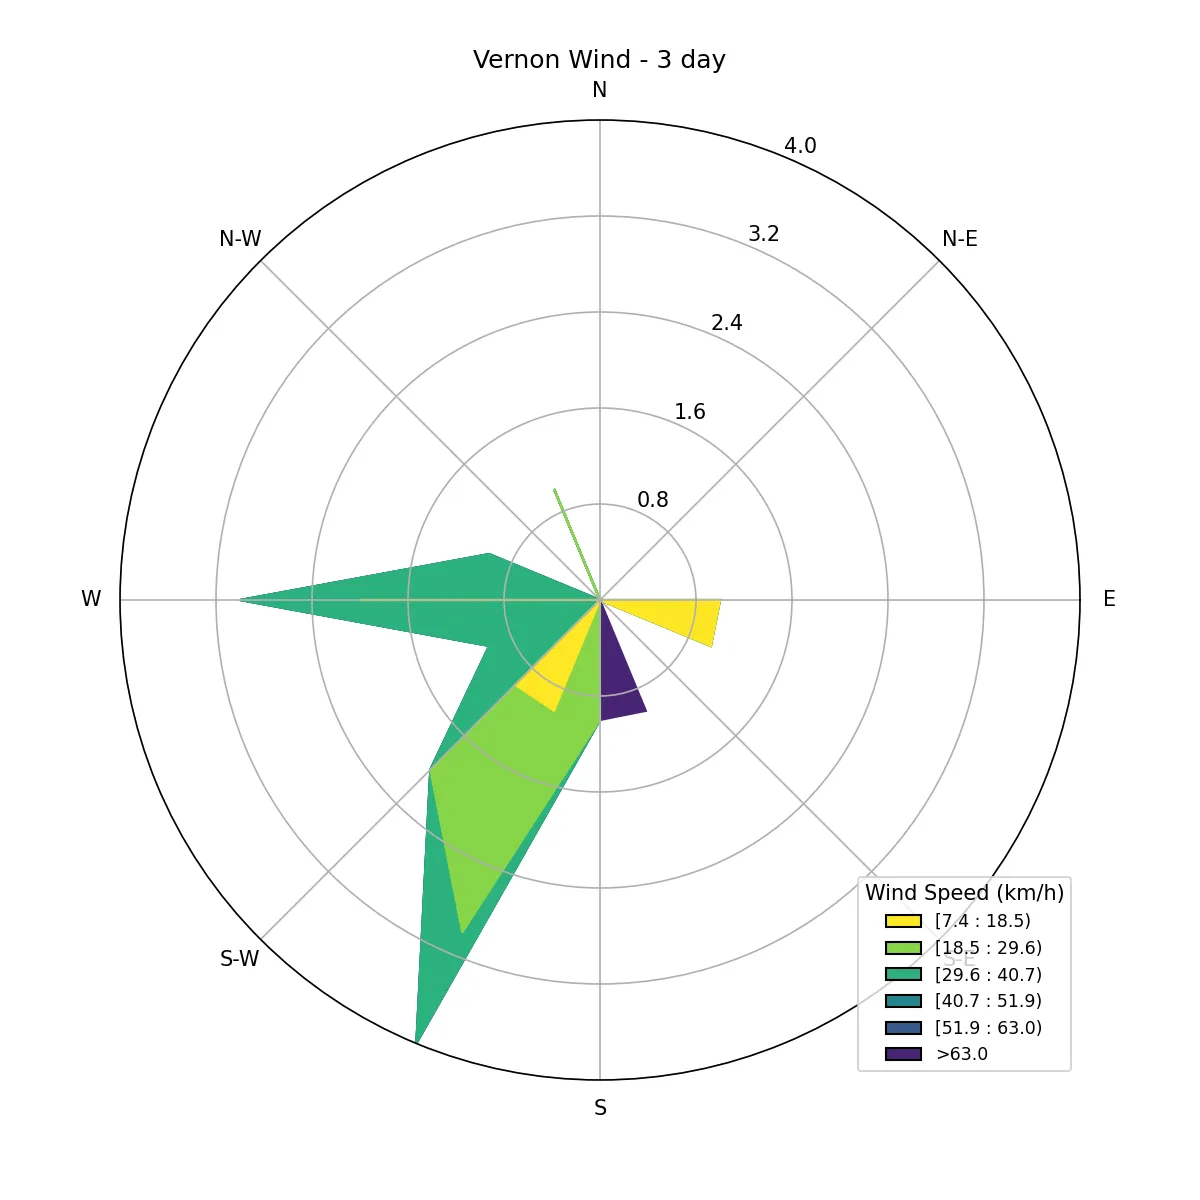 Vernon Wind - 3 day
N
4.0
N-W
3.2
N-E
2.4
1.6
0.8
W
E
Wind Speed (km/h)
[7.4 : 18.5)
[18.5 : 29.6)
S-W
S-E
[29.6 : 40.7)
[40.7 : 51.9)
[51.9 : 63.0)
>63.0
S